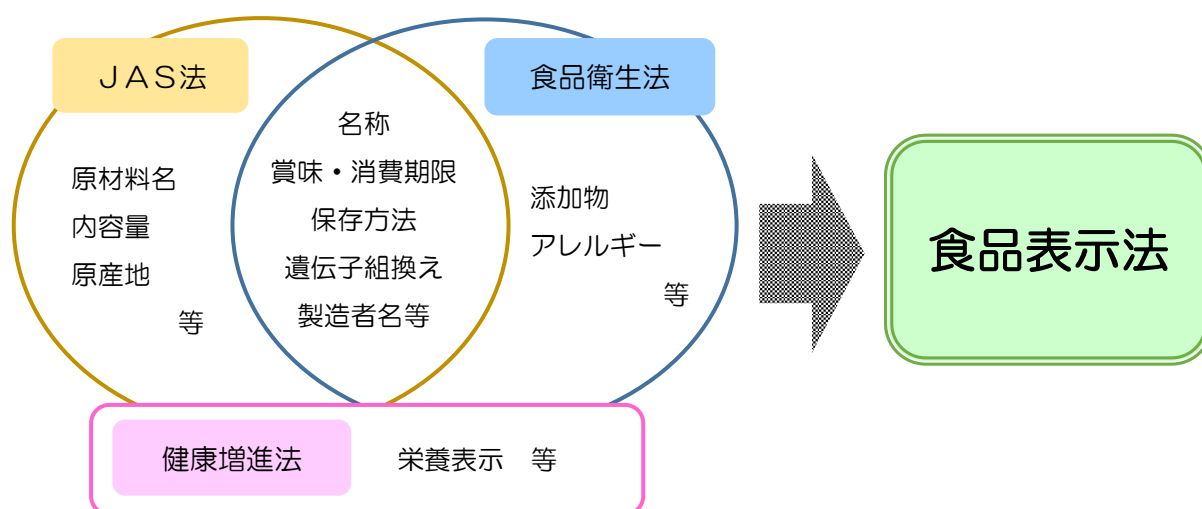 ＪＡＳ法
原材料名
内容量
原産地
等
名称
賞味・消費期限
保存方法
遺伝子組換え
製造者名等
食品衛生法
添加物
アレルギー
等
健康増進法
栄養表示　等
食品表示法